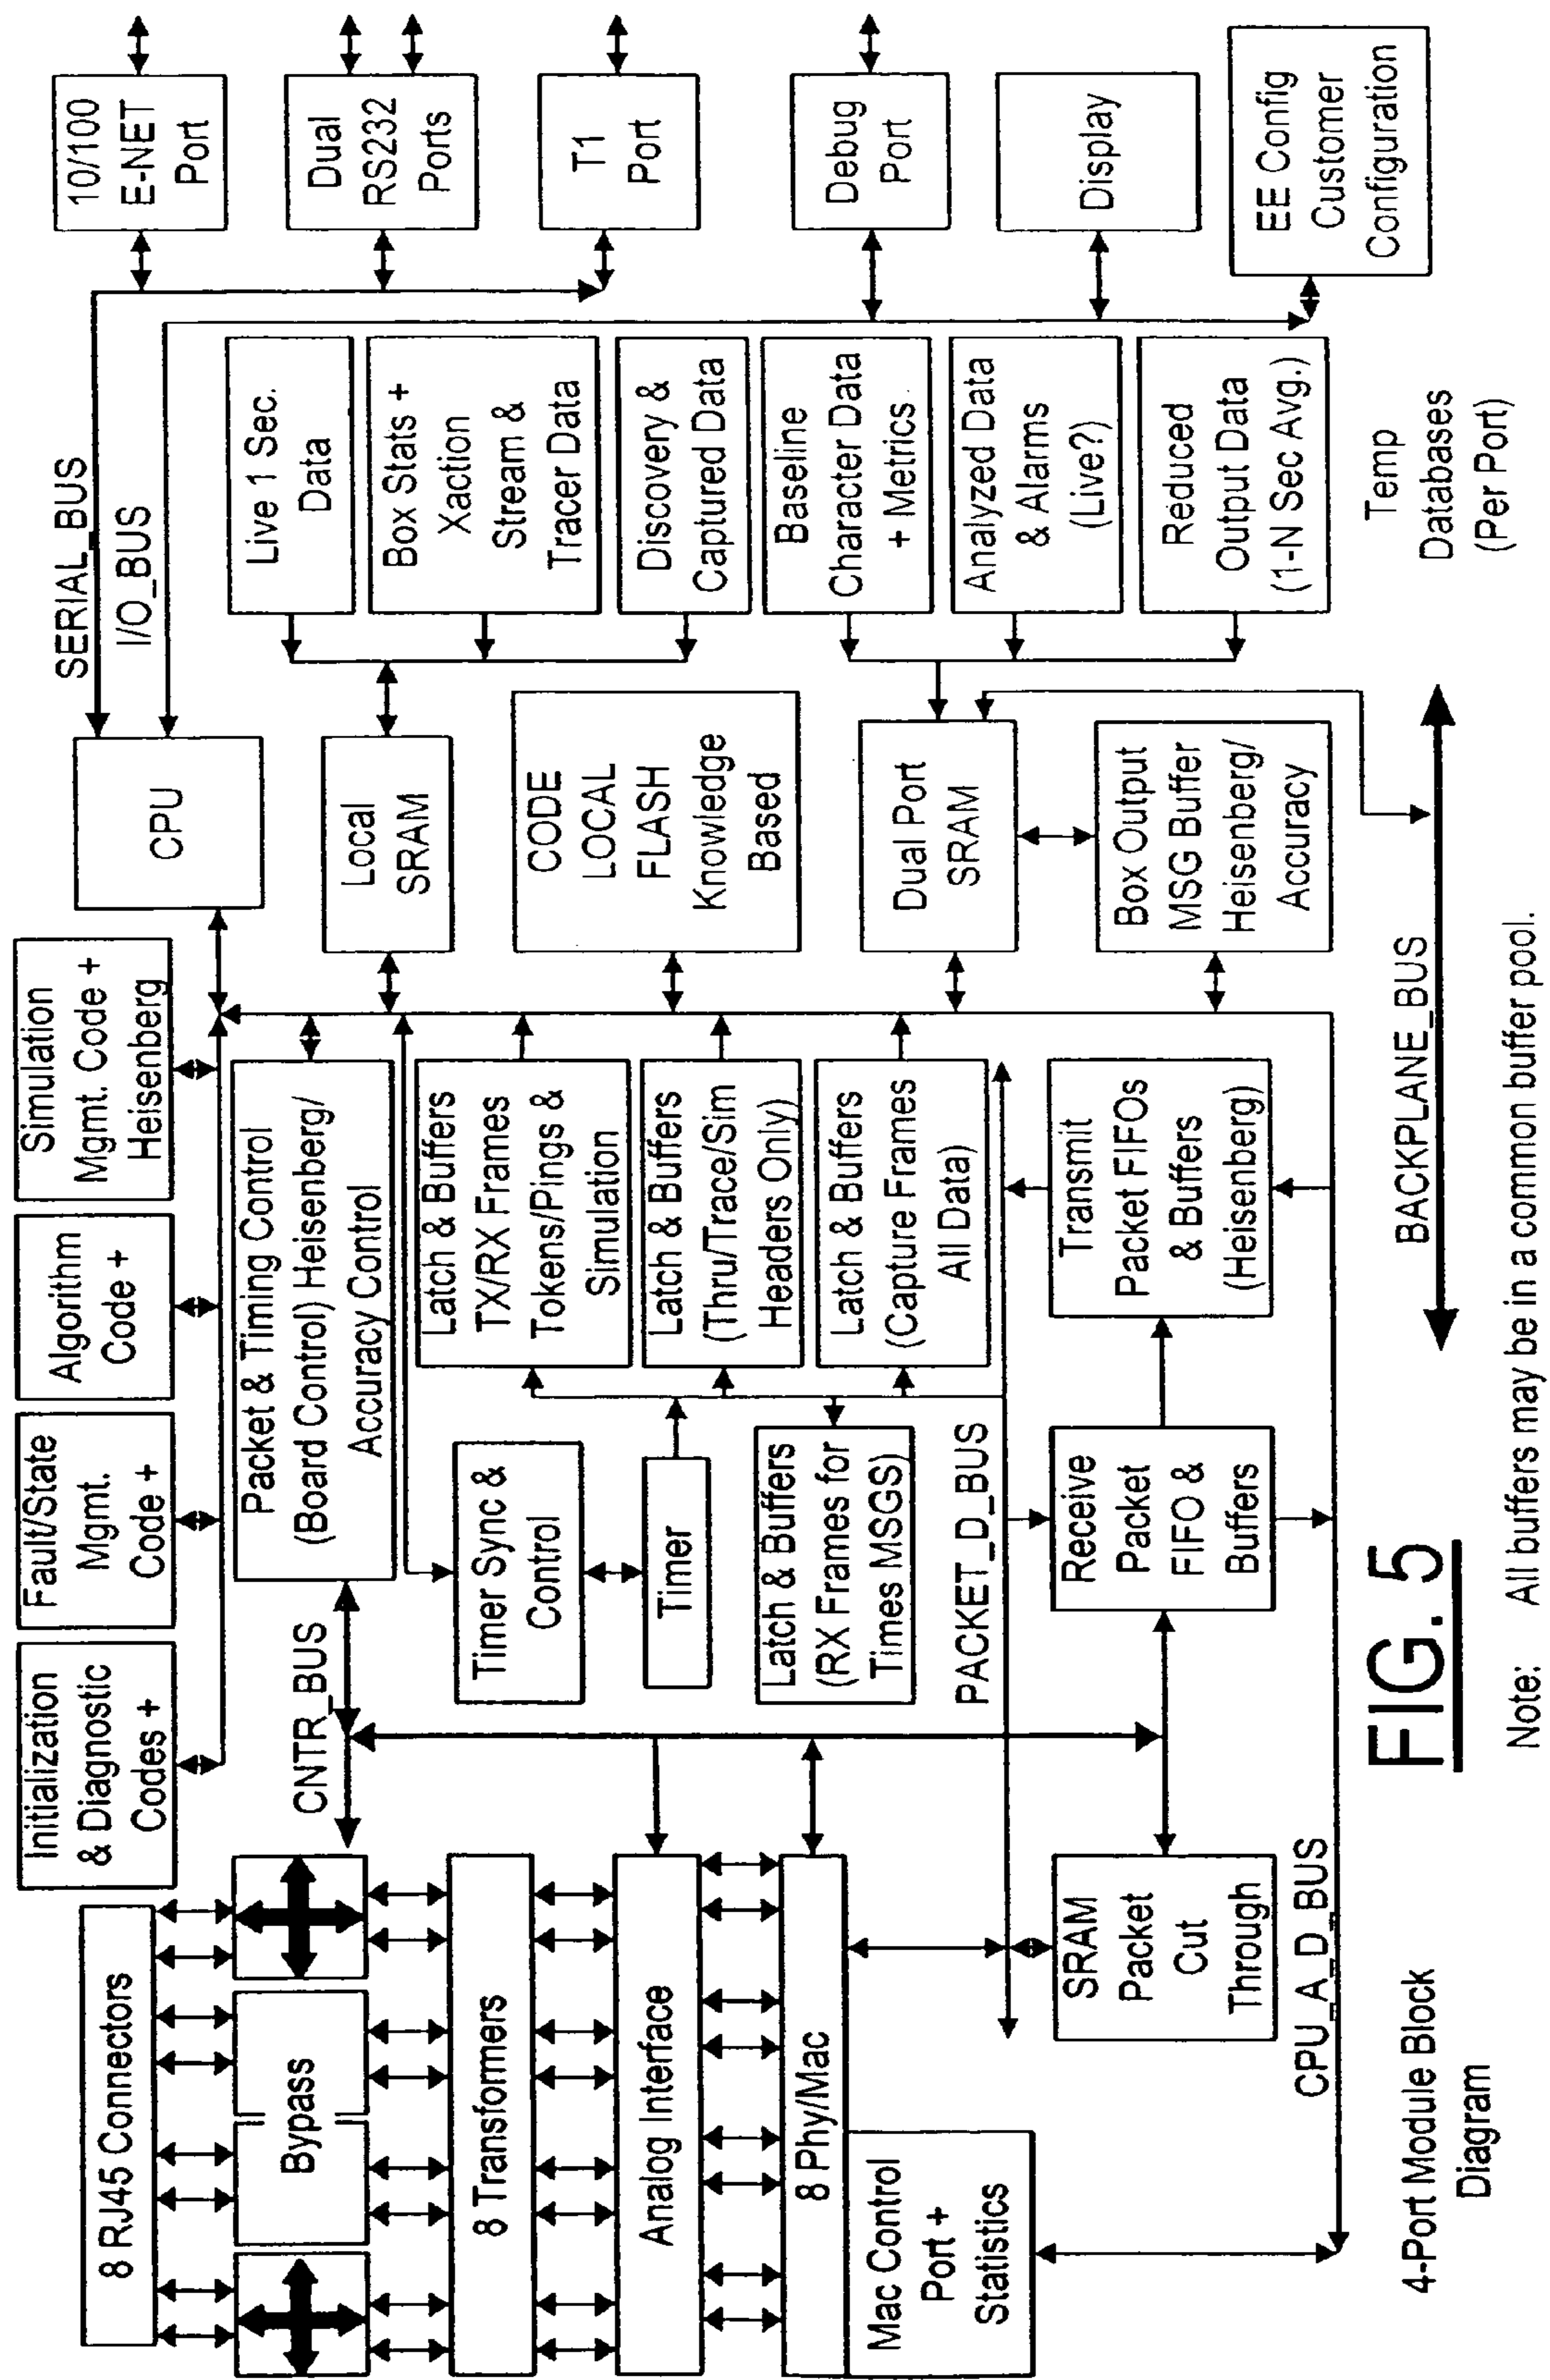 8 RJ45 Connectors
Bypass
8 Transformers
Analog Interface
8 Phy/Mac
Mac Control
Port +
Statistics
Initialization
& Diagnostic
Codes +
Fault/State
Mgmt.
Code +
Algorithm
Code +
Simulation
Mgmt. Code +
Heisenberg
CNTR_BUS
Packet & Timing Control
(Board Control) Heisenberg/
Accuracy Control
Timer Sync &
Control
Timer
Latch & Buffers
(RX Frames for
Times MSGS)
Latch & Buffers
TX/RX Frames
Tokens/Pings &
Simulation
Latch & Buffers
(Thru/Trace/Sim
Headers Only)
Latch & Buffers
(Capture Frames
All Data)
PACKET_D_BUS
SRAM
Packet
Cut
Through
Receive
Packet
FIFO &
Buffers
Transmit
Packet FIFOs
& Buffers
(Heisenberg)
CPU_A_D_BUS
CPU
Local
SRAM
CODE
LOCAL
FLASH
Knowledge
Based
Dual Port
SRAM
Box Output
MSG Buffer
Heisenberg/
Accuracy
BACKPLANE_BUS
SERIAL_BUS
I/O_BUS
Live 1 Sec.
Data
Box Stats +
Xaction
Stream &
Tracer Data
Discovery &
Captured Data
Baseline
Character Data
+ Metrics
Analyzed Data
& Alarms
(Live?)
Reduced
Output Data
(1-N Sec Avg.)
Temp
Databases
(Per Port)
10/100
E-NET
Port
Dual
RS232
Ports
T1
Port
Debug
Port
Display
EE Config
Customer
Configuration
4-Port Module Block
Diagram
FIG. 5
Note: All buffers may be in a common buffer pool.